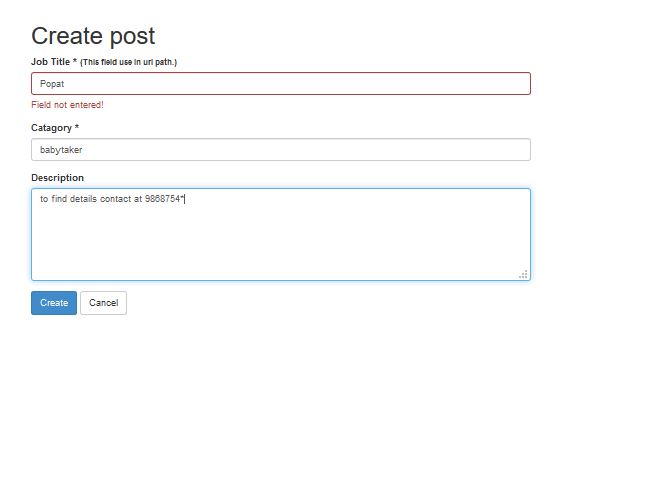 Create post
Job Title * (This field use in url path.)
Popat
Field not entered!
Catagory *
babytaker
Description
to find details contact at 9868754*
Create Cancel